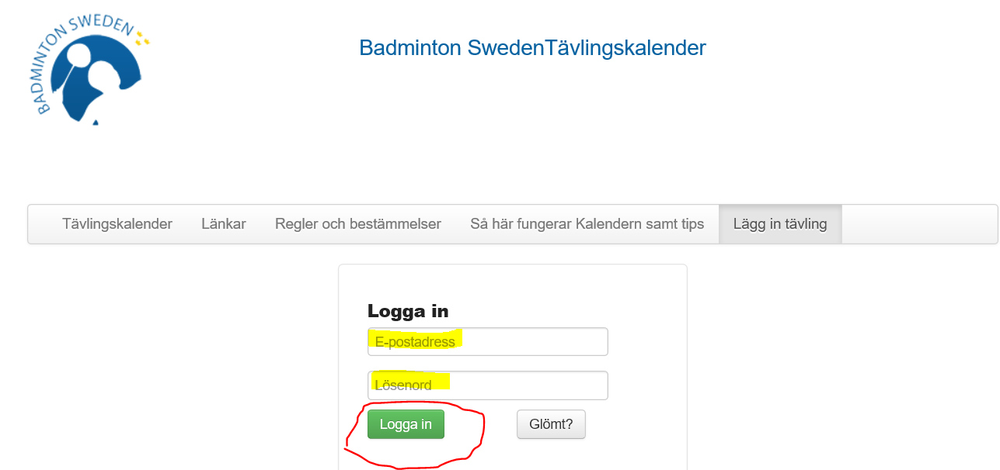 BADMINTON SWEDEN
Badminton SwedenTävlingskalender
Tävlingskalender Länkar Regler och bestämmelser Så här fungerar Kalendern samt tips Lägg in tävling
Logga in
E-postadress
Lösenord
Logga in Glömt?